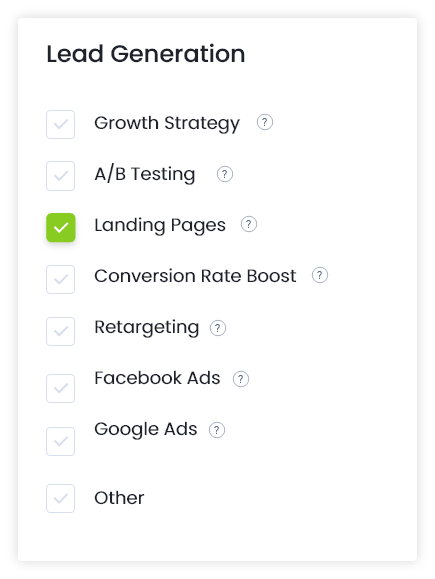 Lead Generation
Growth Strategy ?
A/B Testing ?
Landing Pages ?
Conversion Rate Boost ?
Retargeting ?
Facebook Ads ?
Google Ads ?
Other